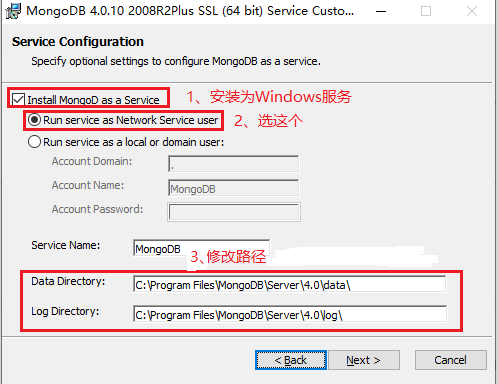 MongoDB 4.0.10 2008R2Plus SSL (64 bit) Service Custo...
Service Configuration
Specify optional settings to configure MongoDB as a service.
Install MongoD as a Service
1、安装为Windows服务
Run service as Network Service user
2、选这个
Run service as a local or domain user:
Account Domain:
.
Account Name:
MongoDB
Account Password:
Service Name:
MongoDB
3、修改路径
Data Directory:
C:\Program Files\MongoDB\Server\4.0\data\
Log Directory:
C:\Program Files\MongoDB\Server\4.0\log\
< Back
Next >
Cancel